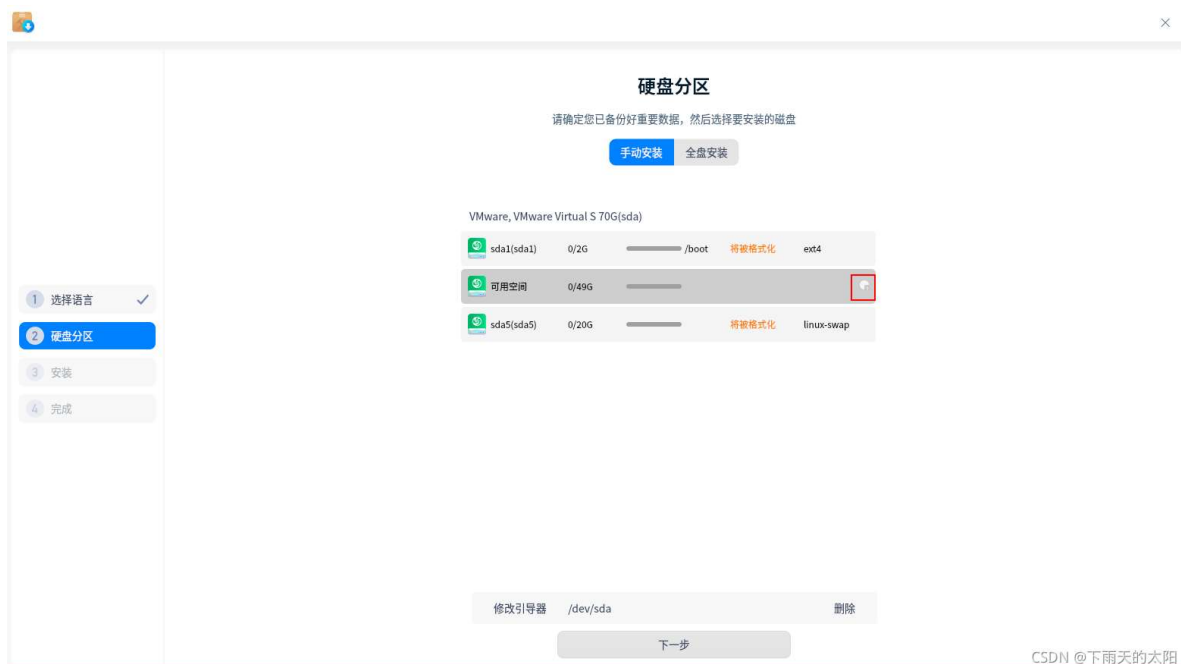 硬盘分区
请确定您已备份好重要数据，然后选择要安装的磁盘
手动安装 全盘安装
VMware, VMware Virtual S 70G(sda)
sda1(sda1) 0/2G /boot 将被格式化 ext4
可用空间 0/49G
sda5(sda5) 0/20G 将被格式化 linux-swap
1 选择语言
2 硬盘分区
3 安装
4 完成
修改引导器 /dev/sda 删除
下一步
CSDN @下雨天的太阳